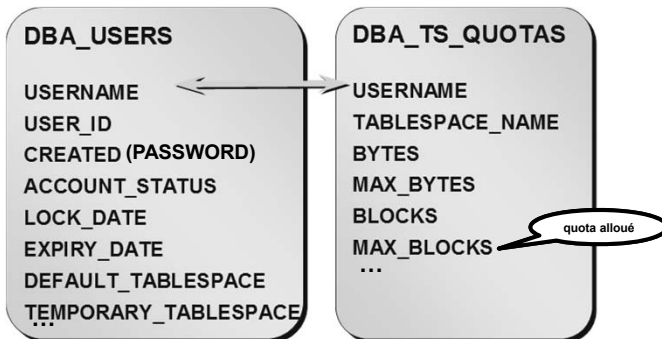 DBA_USERS
USERNAME
USER_ID
CREATED (PASSWORD)
ACCOUNT_STATUS
LOCK_DATE
EXPIRY_DATE
DEFAULT_TABLESPACE
TEMPORARY_TABLESPACE
...
DBA_TS_QUOTAS
USERNAME
TABLESPACE_NAME
BYTES
MAX_BYTES
BLOCKS
MAX_BLOCKS
...
quota alloué